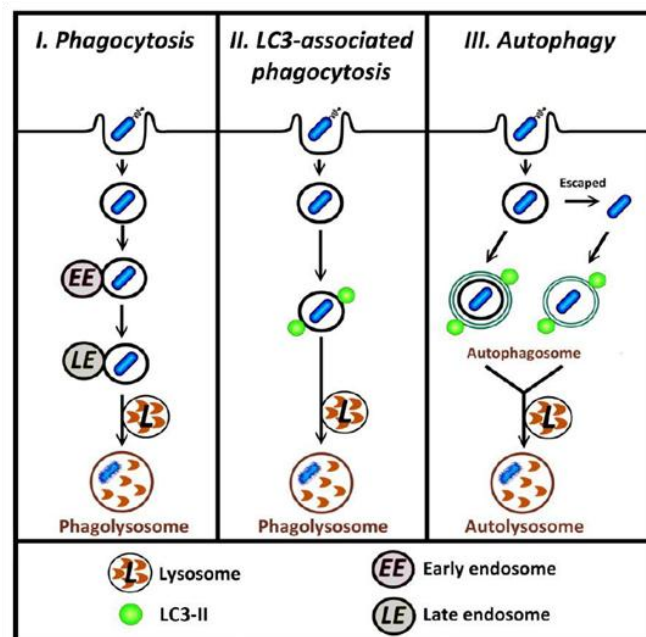 I. Phagocytosis
II. LC3-associated
phagocytosis
III. Autophagy
EE
LE
L
Phagolysosome
L
Phagolysosome
Escaped
Autophagosome
L
Autolysosome
L Lysosome
LC3-II
EE Early endosome
LE Late endosome